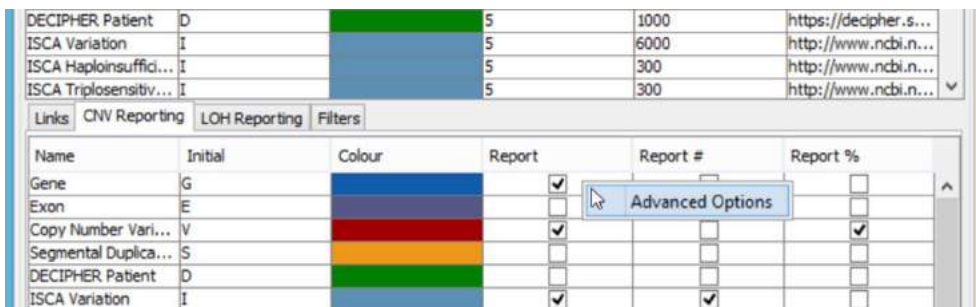 DECIPHER Patient D 5 1000 https://decipher.s...
ISCA Variation I 5 6000 http://www.ncbi.n...
ISCA Haploinsuffici... I 5 300 http://www.ncbi.n...
ISCA Triplosensitiv... I 5 300 http://www.ncbi.n...
Links CNV Reporting LOH Reporting Filters
Name Initial Colour Report Report # Report %
Gene G
Exon E
Advanced Options
Copy Number Vari... V
Segmental Duplica... S
DECIPHER Patient D
ISCA Variation I